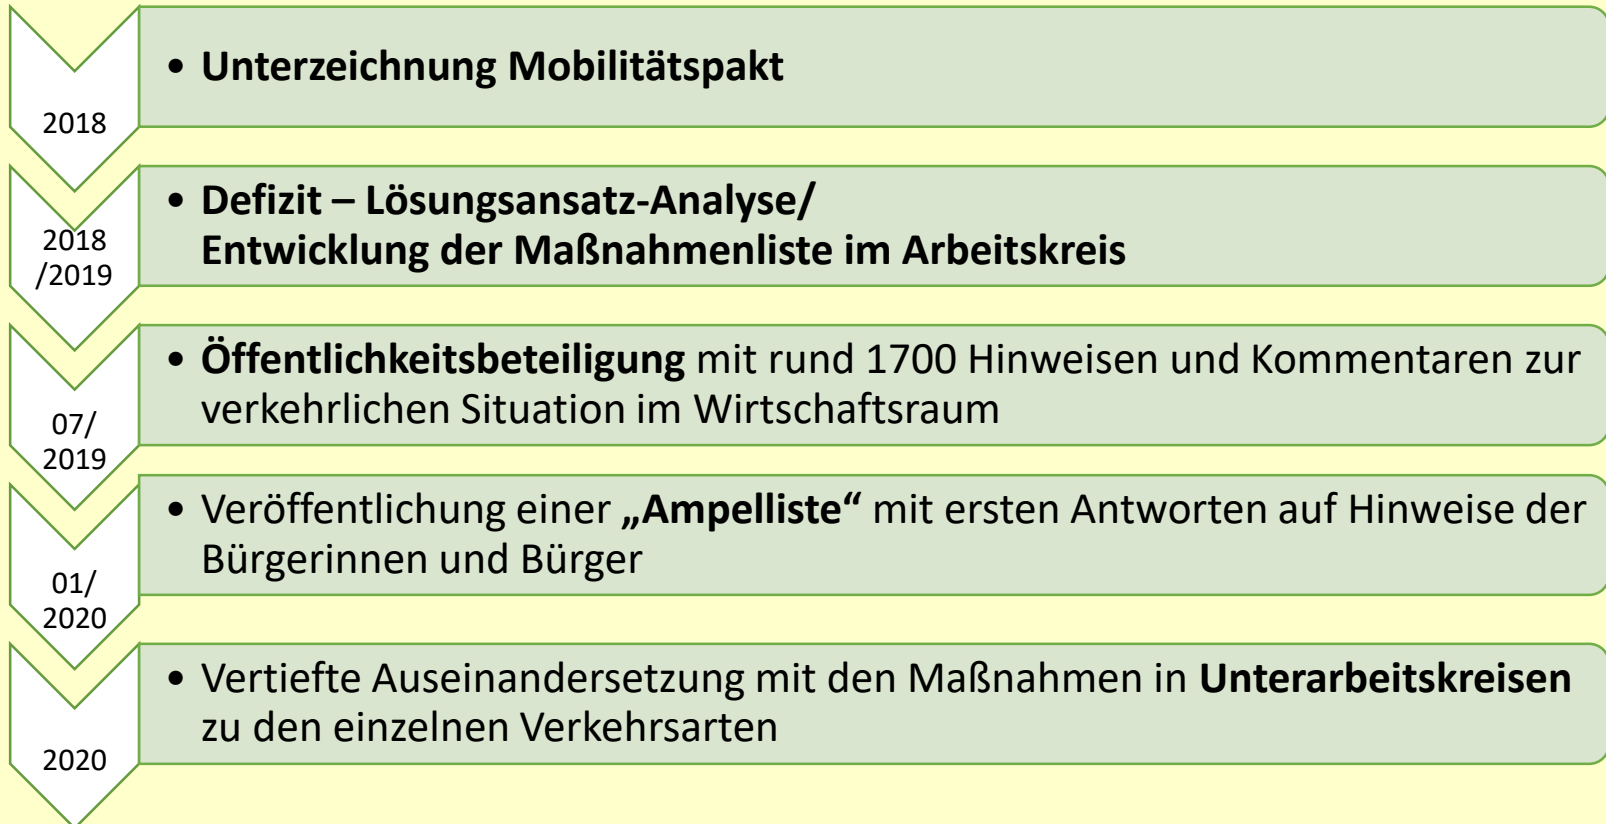 2018
• Unterzeichnung Mobilitätspakt
2018
/2019
• Defizit – Lösungsansatz-Analyse/
Entwicklung der Maßnahmenliste im Arbeitskreis
07/
2019
• Öffentlichkeitsbeteiligung mit rund 1700 Hinweisen und Kommentaren zur
verkehrlichen Situation im Wirtschaftsraum
01/
2020
• Veröffentlichung einer „Ampelliste“ mit ersten Antworten auf Hinweise der
Bürgerinnen und Bürger
2020
• Vertiefte Auseinandersetzung mit den Maßnahmen in Unterarbeitskreisen
zu den einzelnen Verkehrsarten